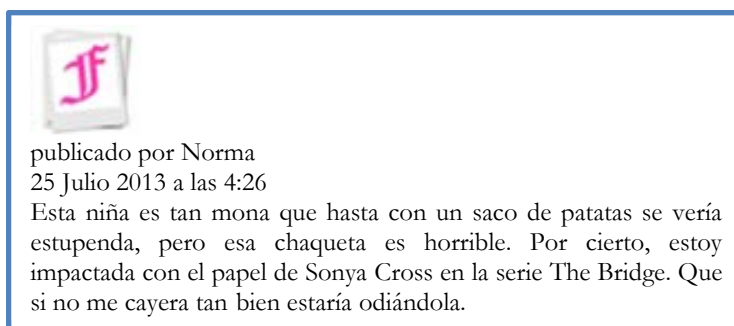 F
publicado por Norma
25 Julio 2013 a las 4:26
Esta niña es tan mona que hasta con un saco de patatas se vería
estupenda, pero esa chaqueta es horrible. Por cierto, estoy
impactada con el papel de Sonya Cross en la serie The Bridge. Que
si no me cayera tan bien estaría odiándola.